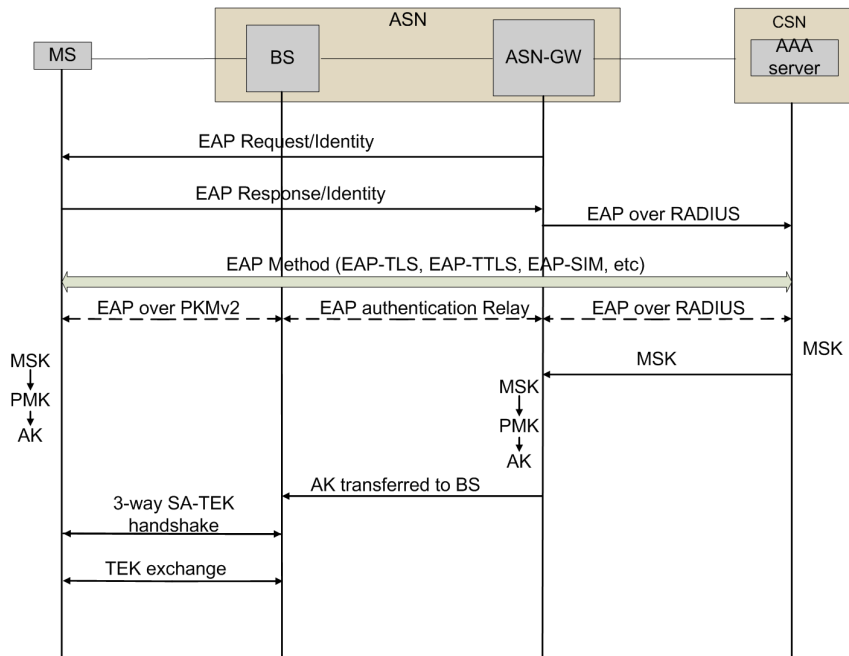 ASN
CSN
MS
BS
ASN-GW
AAA
server
EAP Request/Identity
EAP Response/Identity
EAP over RADIUS
EAP Method (EAP-TLS, EAP-TTLS, EAP-SIM, etc)
EAP over PKMv2
EAP authentication Relay
EAP over RADIUS
MSK
MSK
MSK
PMK
AK
MSK
PMK
AK
AK transferred to BS
3-way SA-TEK
handshake
TEK exchange